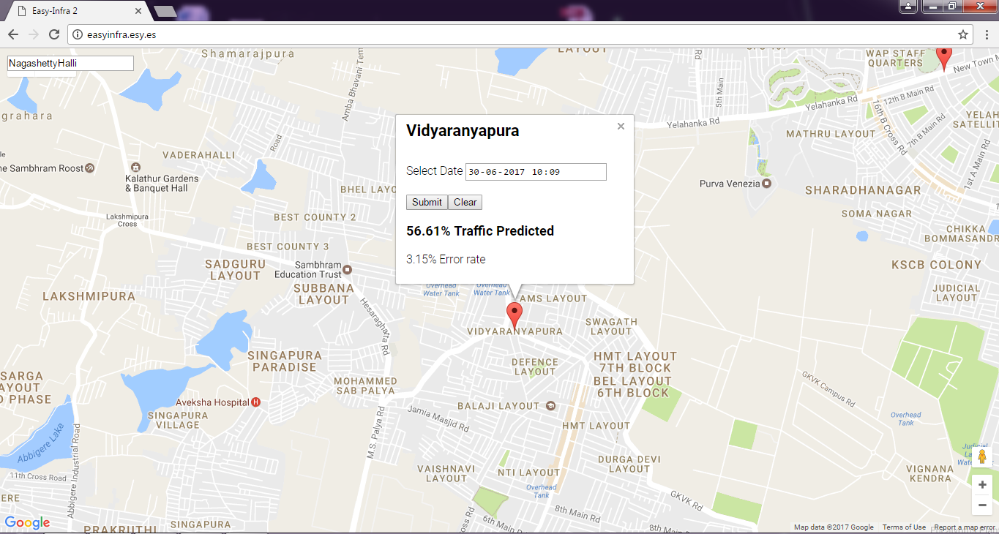 Easy-Infra 2
easyinfra.esy.es
NagashettyHalli
Shamarajpura
LAYOUT
WAP STAFF
QUARTERS
New Town
Amba Bhavani Tem
5th Main
Yelahanka Rd
12th B Main Rd
Yelahanka Rd
16th B Cross Rd
7th B Main Rd
YELAH
SATELLIT
1st A Main Rd
MATHRU LAYOUT
grahara
Road
VADERAHALLI
le
ne Sambhram Roost
Kalathur Gardens
& Banquet Hall
BHEL LAYO
Purva Venezia
SHARADHANAGAR
SOMA NAGAR
CHIKKA
BOMMASANDR
Vidyaranyapura
Select Date 30-06-2017 10:09
Submit Clear
56.61% Traffic Predicted
3.15% Error rate
Lakshmipura
Cross
BEST COUNTY 2
BEST COUNTY 3
SADGURU
LAYOUT
Sambhram
Education Trust
SUBBANA
LAYOUT
KSCB COLONY
JUDICIAL
LAYOUT
LAKSHMIPURA
Hesaraghatta Rd
Overhead
Water Tank
Overhead
Water Tank
AMS LAYOUT
VIDYARANYAPURA
SWAGATH
LAYOUT
SINGAPURA
PARADISE
DEFENCE
LAYOUT
HMT LAYOUT
7TH BLOCK
BEL LAYOUT
6TH BLOCK
SARGA
AYOUT
D PHASE
MOHAMMED
SAB PALYA
GKVK Campus Rd
Aveksha Hospital
SINGAPURA
VILLAGE
BALAJI LAYOUT
Jamia Masjid Rd
HMT LAYOUT
Overhead
Tank
M.S. Palya Rd
Abbigere Lake
Abbigere Industrial Road
11th Cross Road
VAISHNAVI
LAYOUT
NTI LAYOUT
DURGA DEVI
LAYOUT
Overhead
Tank
VIGNANA
KENDRA
ERE
GKVK Rd
8th Main Rd
8th Main Rd
6th Main Rd
Google
PRAKRUTHI
SINGAPURA
Map data ©2017 Google
Terms of Use
Report a map error